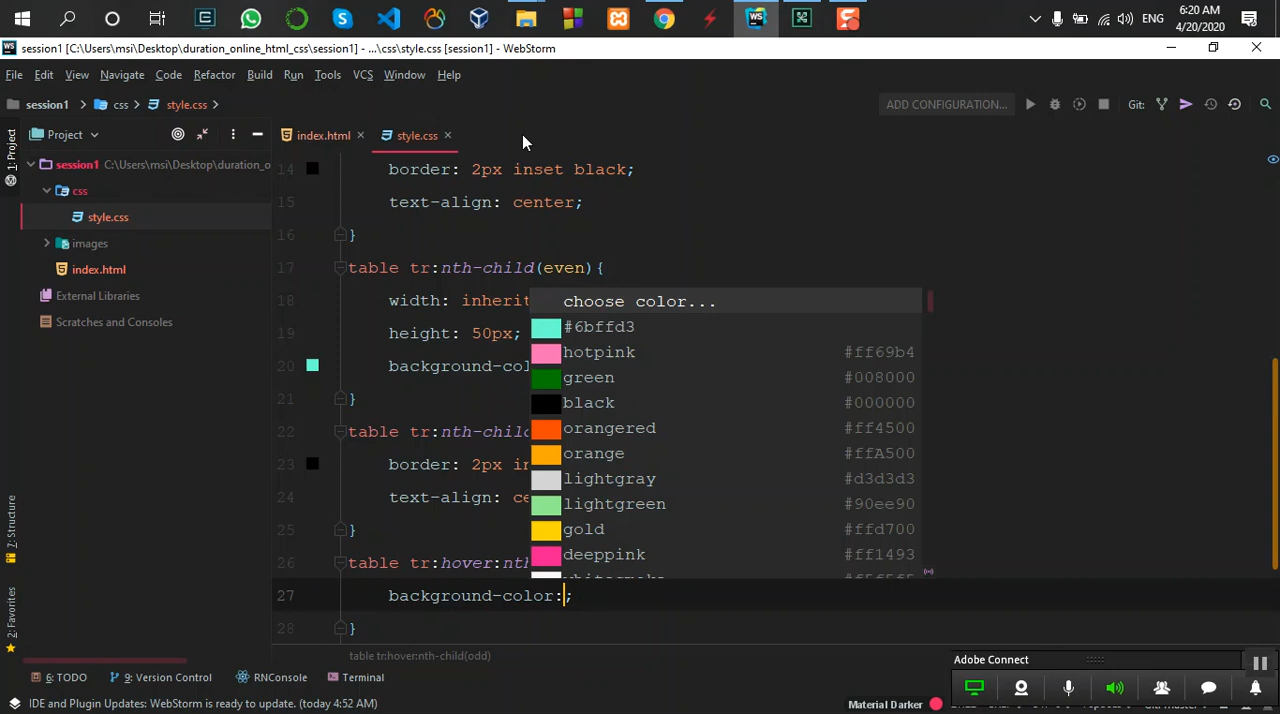 ENG
6:20 AM
4/20/2020
session1 [C:\Users\msi\Desktop\duration_online_html_css\session1] - ...\css\style.css [session1] - WebStorm
File Edit View Navigate Code Refactor Build Run Tools VCS Window Help
session1 css style.css
ADD CONFIGURATION...
Git:
1: Project
Project
index.html
style.css
session1 C:\Users\msi\Desktop\duration_o
css
style.css
images
index.html
External Libraries
Scratches and Consoles
7: Structure
2: Favorites
14 border: 2px inset black;
15 text-align: center;
16 }
17 table tr:nth-child(even){
18 width: inherit
19 height: 50px;
20 background-col
21 }
22 table tr:nth-child
23 border: 2px in
24 text-align: ce
25 }
26 table tr:hover:nth
27 background-color:;
28 }
choose color...
#6bffd3
hotpink #ff69b4
green #008000
black #000000
orangered #ff4500
orange #ffA500
lightgray #d3d3d3
lightgreen #90ee90
gold #ffd700
deeppink #ff1493
whitesmoke #f5f5f5
table tr:hover:nth-child(odd)
Adobe Connect
6: TODO
9: Version Control
RNConsole
Terminal
IDE and Plugin Updates: WebStorm is ready to update. (today 4:52 AM)
Material Darker